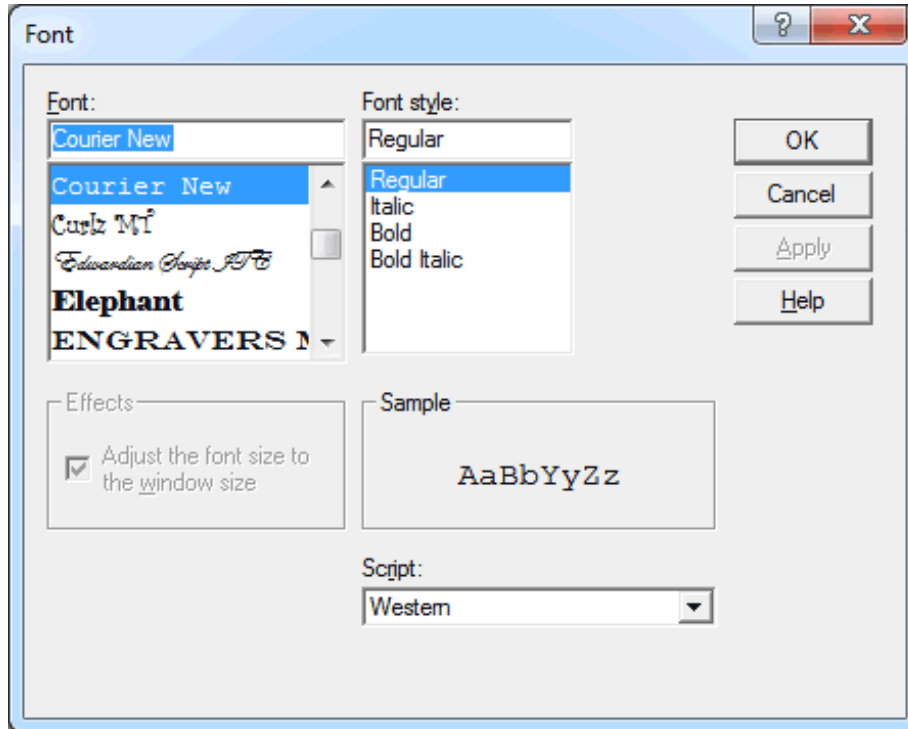 Font
Font:
Courier New
Courier New
Curlz MT
Edwardian Script ITC
Elephant
ENGRAVERS M
Font style:
Regular
Regular
Italic
Bold
Bold Italic
OK
Cancel
Apply
Help
Effects
Adjust the font size to
the window size
Sample
AaBbYyZz
Script:
Western